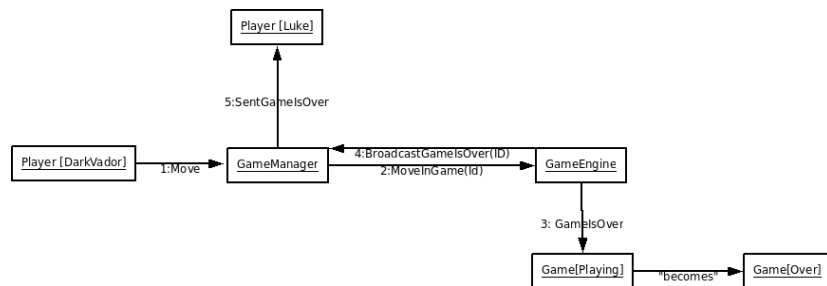 Player [Luke]
5:SentGameIsOver
Player [DarkVador]
1:Move
GameManager
4:BroadcastGameIsOver(ID)
2:MoveInGame(Id)
GameEngine
3: GameIsOver
Game[Playing]
"becomes"
Game[Over]